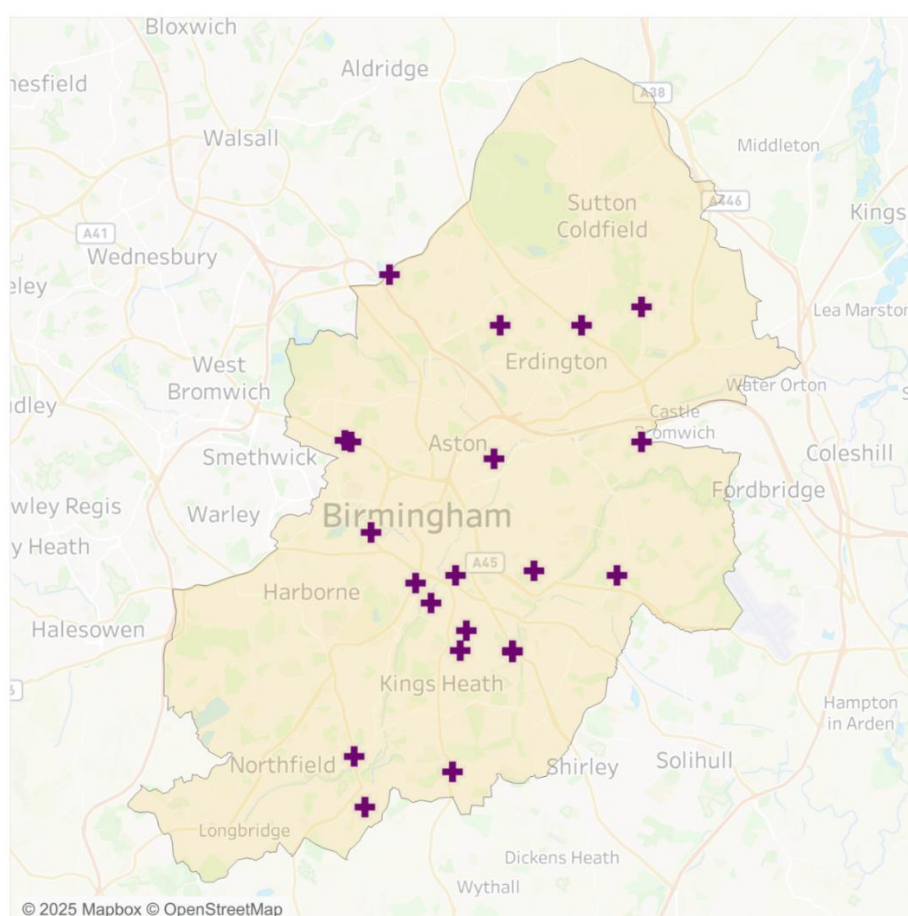 Bloxwich
Aldridge
nesfield
A38
Walsall
Middleton
A446
Sutton
Coldfield
Kings
A41
Wednesbury
eley
Lea Marston
West
Bromwich
Erdington
Water Orton
dley
Castle
Bromwich
Aston
Smethwick
Coleshill
Fordbridge
wley Regis
Warley
Birmingham
y Heath
A45
Harborne
Halesowen
Kings Heath
Hampton
in Arden
Northfield
Shirley
Solihull
Longbridge
Dickens Heath
Wythall
© 2025 Mapbox © OpenStreetMap